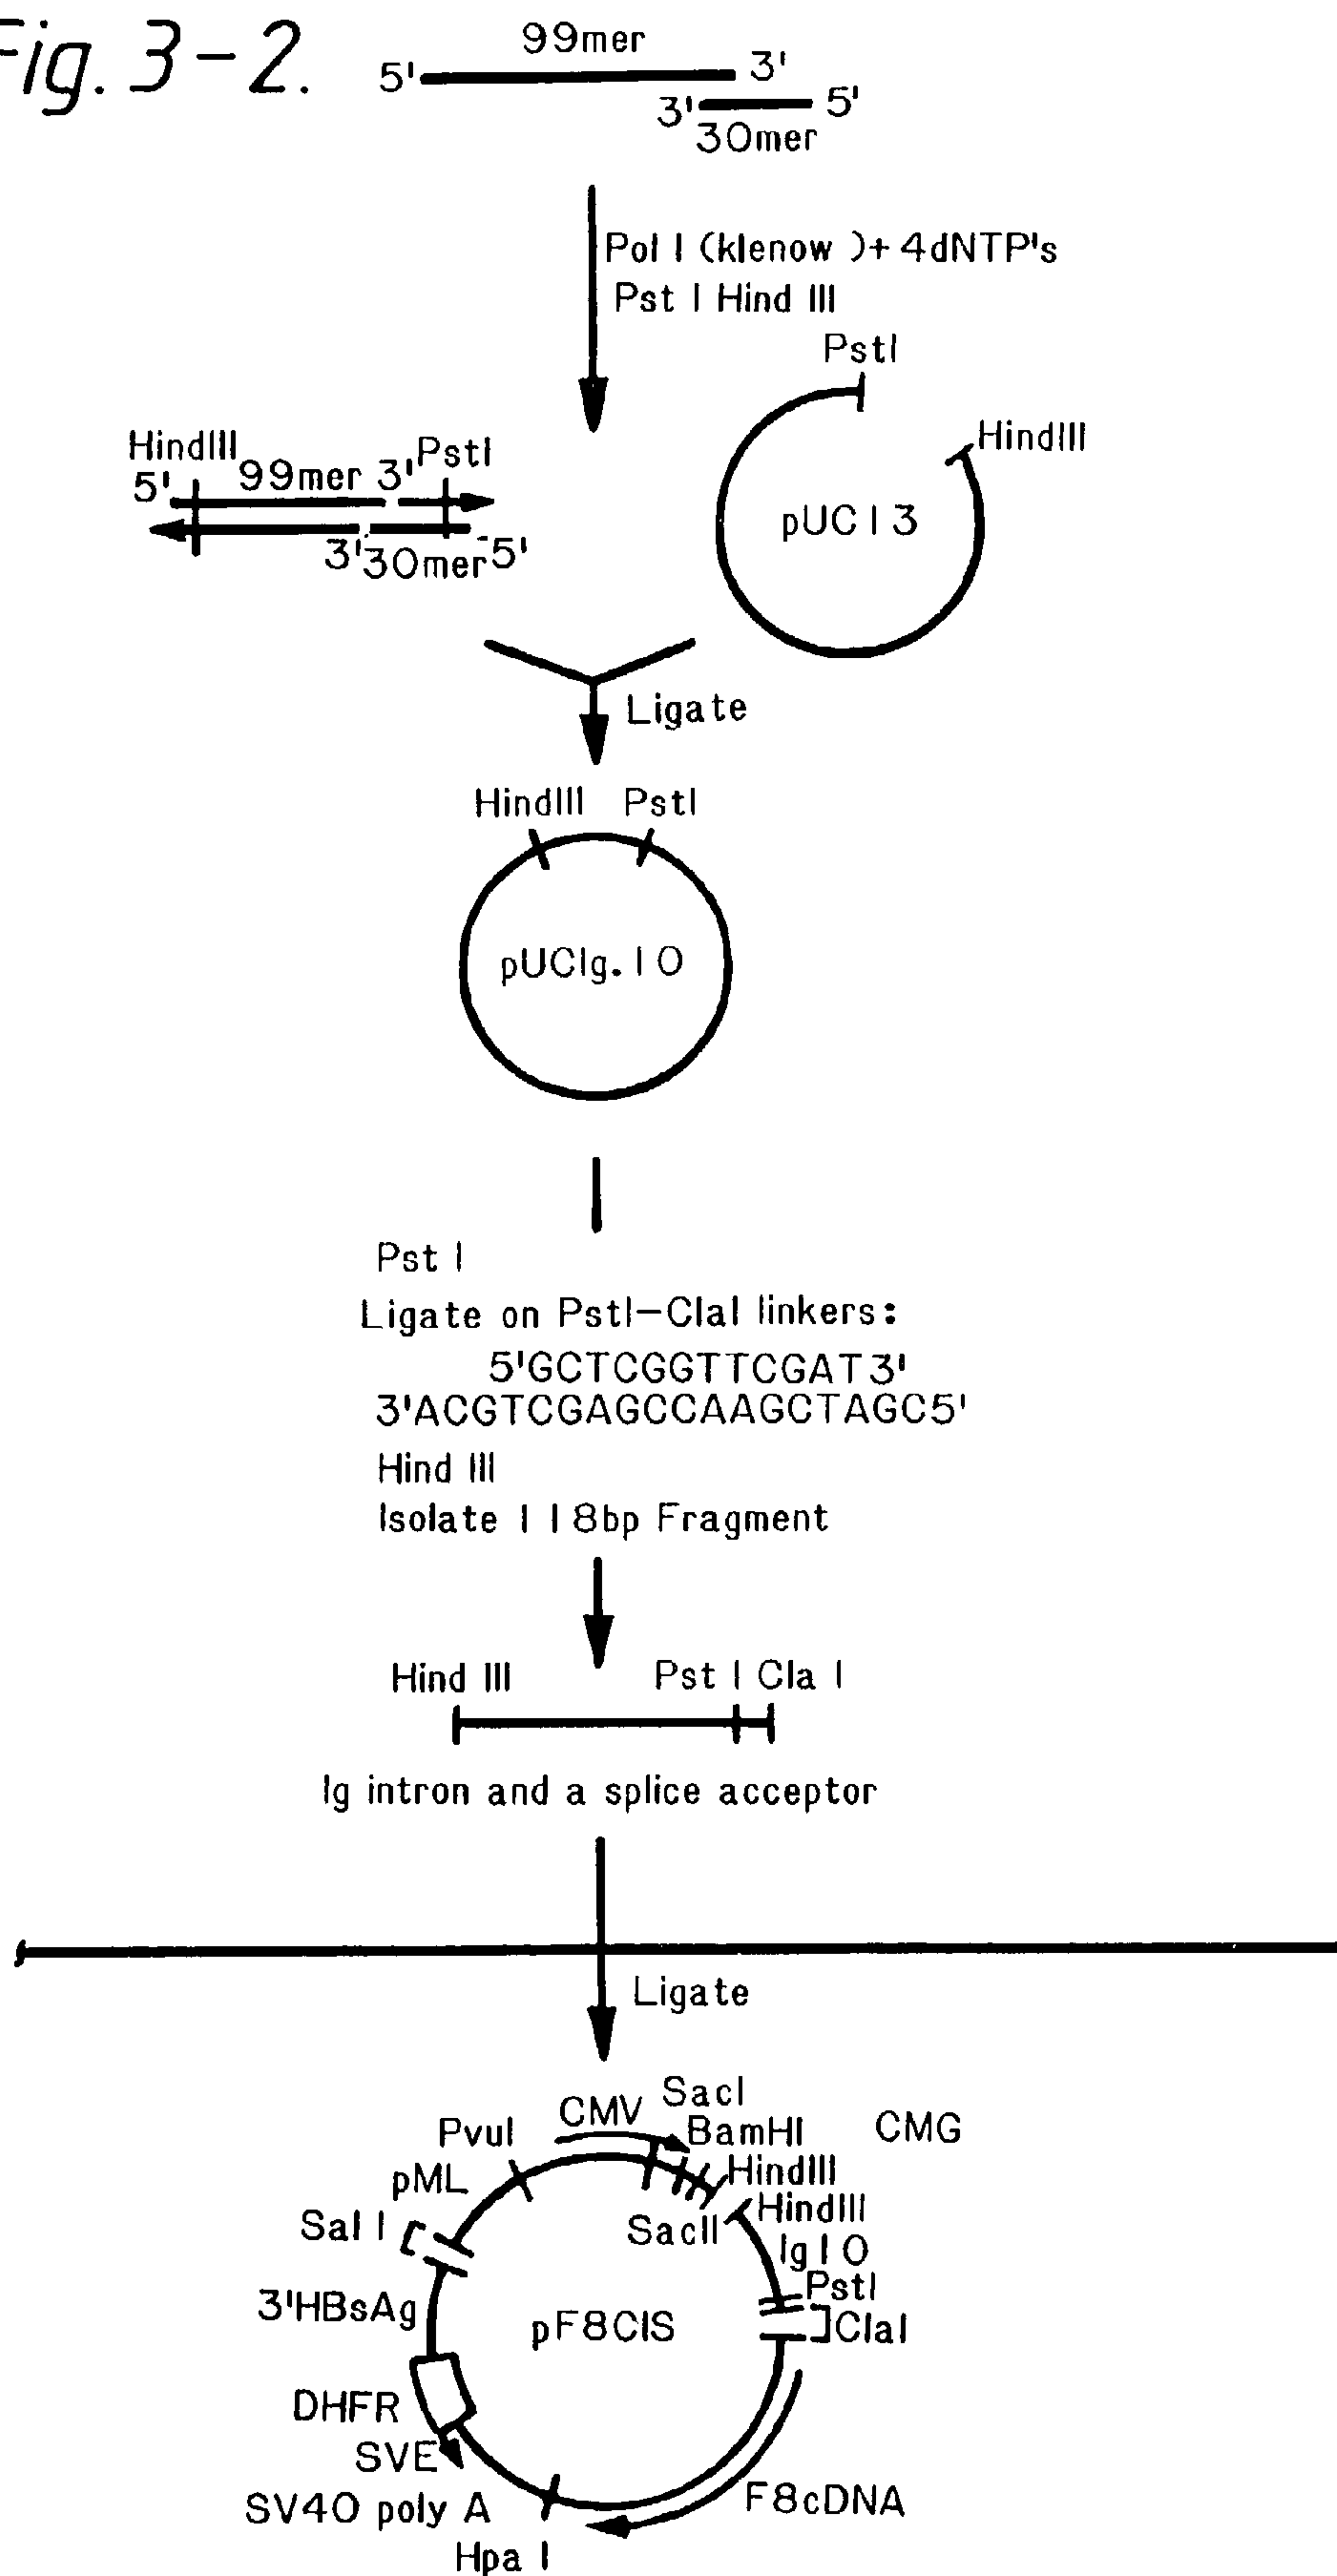 Fig. 3-2.
99mer
5' 3'
3' 5'
30mer
Pol I (klenow )+ 4dNTP's
Pst I Hind III
PstI
HindIII
pUC13
HindIII PstI
5' 99mer 3'
3' 30mer 5'
Ligate
HindIII PstI
pUCIg.10
Pst I
Ligate on PstI-ClaI linkers:
5'GCTCGGTTCGAT3'
3'ACGTCGAGCCAAGCTAGC5'
Hind III
Isolate 118bp Fragment
Hind III Pst I Cla I
Ig intron and a splice acceptor
Ligate
SacI
CMV
PvuI BamHI CMG
pML HindIII
Sal I SacII HindIII
Ig10
PstI
3'HBsAg pF8CIS ClaI
DHFR
SVE
F8cDNA
SV40 poly A
Hpa I